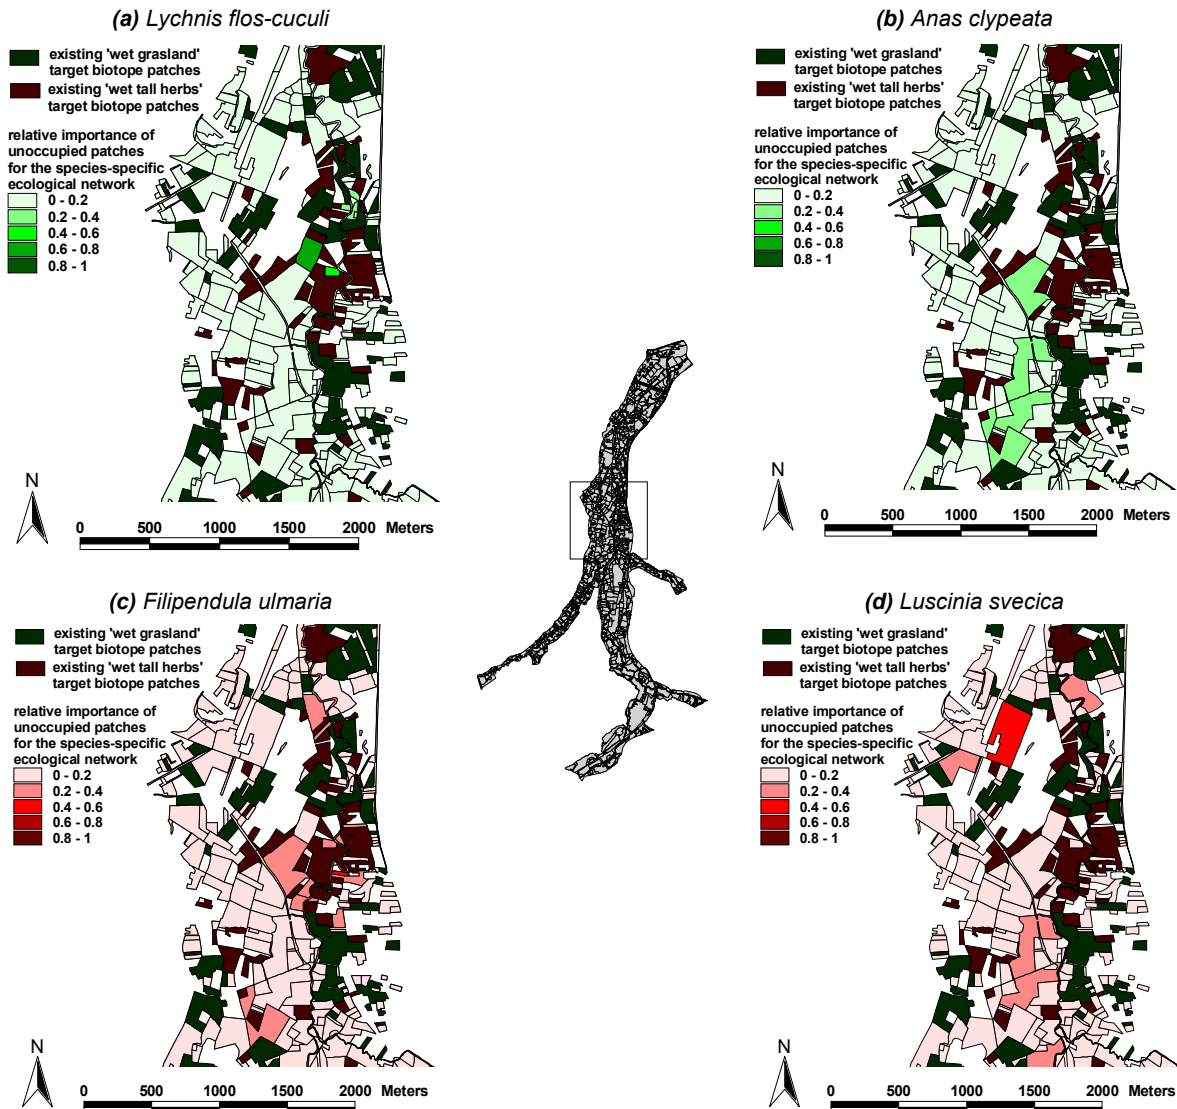 (a) Lychnis flos-cuculi
existing 'wet grasland'
target biotope patches
existing 'wet tall herbs'
target biotope patches
relative importance of
unoccupied patches
for the species-specific
ecological network
0 - 0.2
0.2 - 0.4
0.4 - 0.6
0.6 - 0.8
0.8 - 1
N
0 500 1000 1500 2000 Meters
(b) Anas clypeata
existing 'wet grasland'
target biotope patches
existing 'wet tall herbs'
target biotope patches
relative importance of
unoccupied patches
for the species-specific
ecological network
0 - 0.2
0.2 - 0.4
0.4 - 0.6
0.6 - 0.8
0.8 - 1
N
0 500 1000 1500 2000 Meters
(c) Filipendula ulmaria
existing 'wet grasland'
target biotope patches
existing 'wet tall herbs'
target biotope patches
relative importance of
unoccupied patches
for the species-specific
ecological network
0 - 0.2
0.2 - 0.4
0.4 - 0.6
0.6 - 0.8
0.8 - 1
N
0 500 1000 1500 2000 Meters
(d) Luscinia svecica
existing 'wet grasland'
target biotope patches
existing 'wet tall herbs'
target biotope patches
relative importance of
unoccupied patches
for the species-specific
ecological network
0 - 0.2
0.2 - 0.4
0.4 - 0.6
0.6 - 0.8
0.8 - 1
N
0 500 1000 1500 2000 Meters